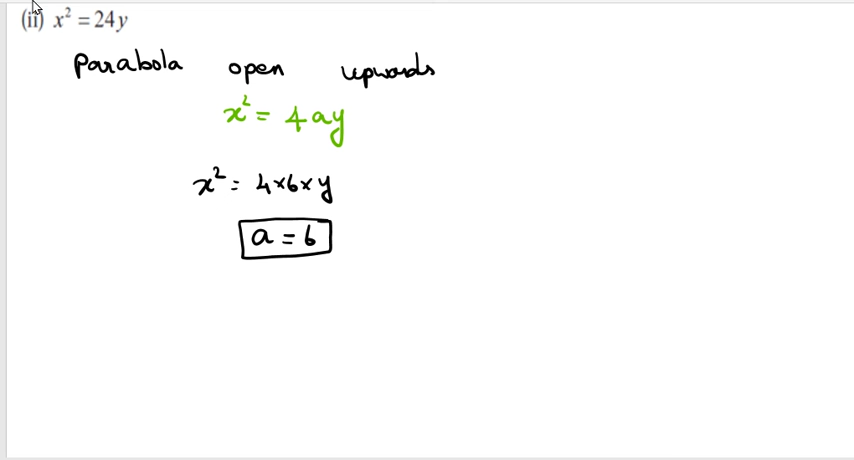 (ii) x² = 24y
Parabola open upwards
x² = 4ay
x² = 4×6×y
a = 6